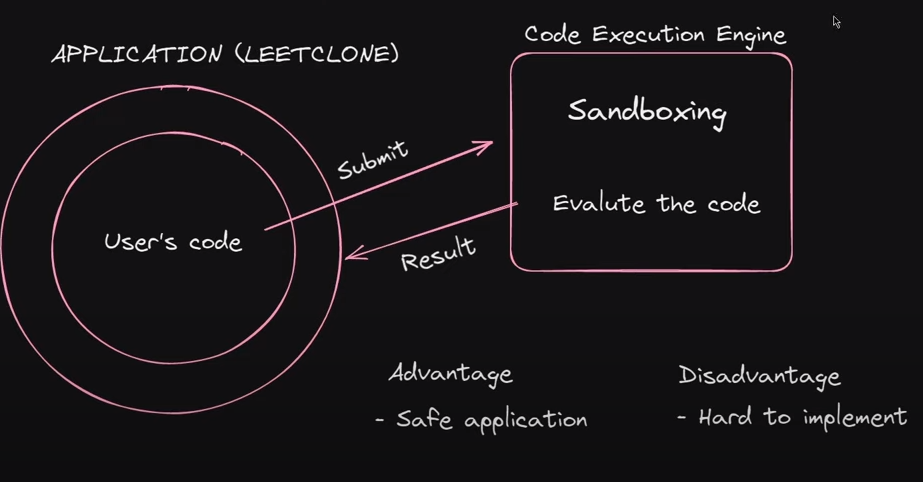 APPLICATION (LEETCLONE)
Code Execution Engine
Sandboxing
Submit
Evalute the code
User's code
Result
Advantage
- Safe application
Disadvantage
- Hard to implement